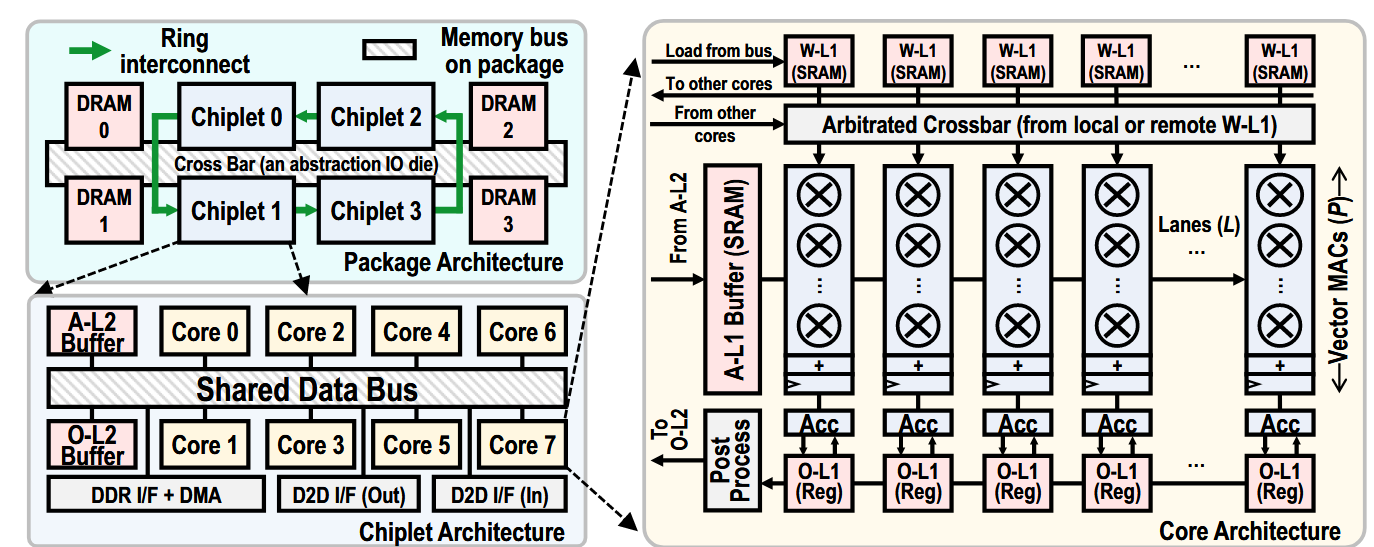 Ring
interconnect
Memory bus
on package
DRAM
0
Chiplet 0
Chiplet 2
DRAM
2
Cross Bar (an abstraction IO die)
DRAM
1
Chiplet 1
Chiplet 3
DRAM
3
Package Architecture
A-L2
Buffer
Core 0
Core 2
Core 4
Core 6
Shared Data Bus
O-L2
Buffer
Core 1
Core 3
Core 5
Core 7
DDR I/F + DMA
D2D I/F (Out)
D2D I/F (In)
Chiplet Architecture
Load from bus
W-L1
(SRAM)
W-L1
(SRAM)
W-L1
(SRAM)
W-L1
(SRAM)
...
W-L1
(SRAM)
To other cores
From other
cores
Arbitrated Crossbar (from local or remote W-L1)
From A-L2
A-L1 Buffer (SRAM)
...
...
...
...
Lanes (L)
...
...
Vector MACs (P)
+
+
+
+
+
To
O-L2
Post
Process
Acc
Acc
Acc
Acc
Acc
O-L1
(Reg)
O-L1
(Reg)
O-L1
(Reg)
O-L1
(Reg)
...
O-L1
(Reg)
Core Architecture